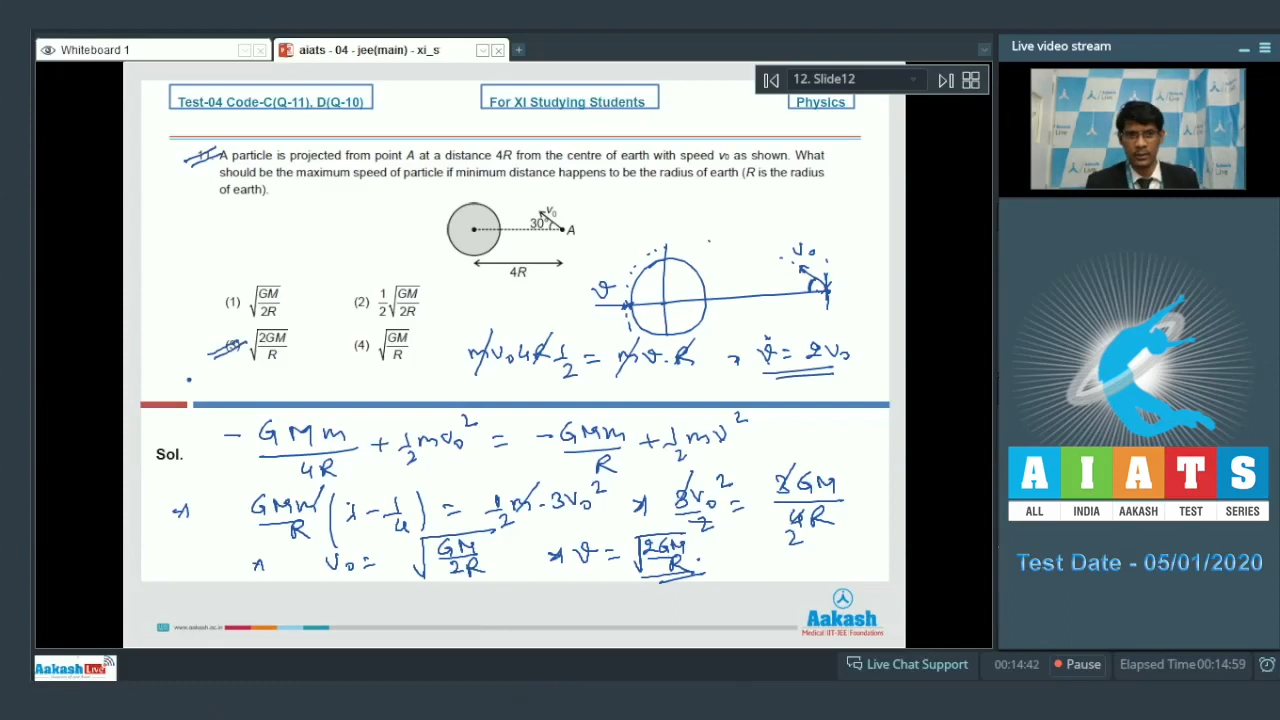 Whiteboard 1
aiats - 04 - jee(main) - xi_s
Live video stream
12. Slide12
Test-04 Code-C(Q-11), D(Q-10)
For XI Studying Students
Physics
11. A particle is projected from point A at a distance 4R from the centre of earth with speed v₀ as shown. What
should be the maximum speed of particle if minimum distance happens to be the radius of earth (R is the radius
of earth).
v₀
30°
A
4R
v₀
v
(1) √(GM/2R)
(2) 1/2 √(GM/2R)
(3) √(2GM/R)
(4) √(GM/R)
mv₀4R 1/2 = mv.R → v = 2v₀
Sol.
- GMm/4R + 1/2 mv₀² = - GMm/R + 1/2 mv²
⇒ GMm/R (1 - 1/4) = 1/2 m · 3v₀² ⇒ 3v₀²/2 = 3GM/4R
2
⇒ v₀ = √(GM/2R) ⇒ v = √(2GM/R).
www.aakash.ac.in
Aakash
Medical|IIT-JEE|Foundations
A I A T S
ALL INDIA AAKASH TEST SERIES
Test Date - 05/01/2020
Aakash Live
Live Chat Support
00:14:42
Pause
Elapsed Time 00:14:59